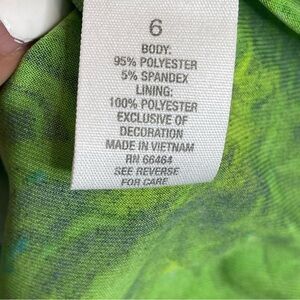 6
BODY:
95% POLYESTER
5% SPANDEX
LINING:
100% POLYESTER
EXCLUSIVE OF
DECORATION
MADE IN VIETNAM
RN 66464
SEE REVERSE
FOR CARE